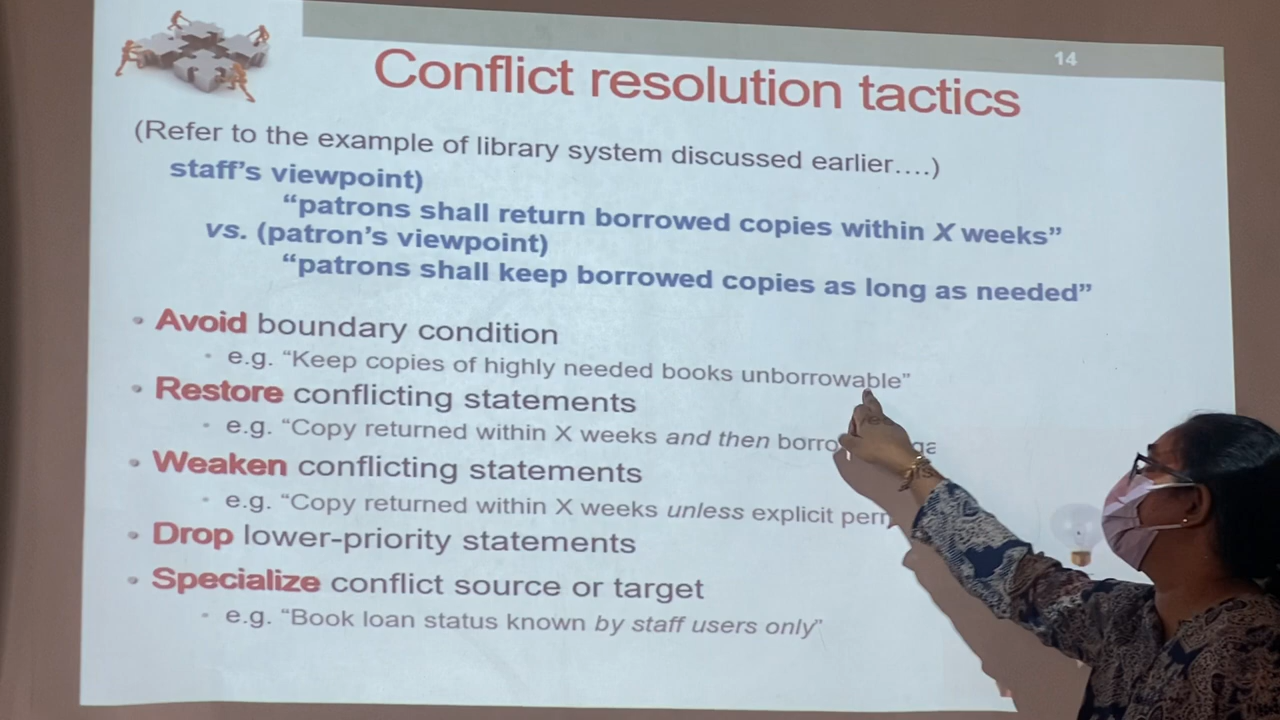 14
Conflict resolution tactics
(Refer to the example of library system discussed earlier....)
staff's viewpoint)
“patrons shall return borrowed copies within X weeks”
vs. (patron's viewpoint)
“patrons shall keep borrowed copies as long as needed”
• Avoid boundary condition
• e.g. “Keep copies of highly needed books unborrowable”
• Restore conflicting statements
• e.g. “Copy returned within X weeks and then
• Weaken conflicting statements
• e.g. “Copy returned within X weeks unless explicit
• Drop lower-priority statements
• Specialize conflict source or target
• e.g. “Book loan status known by staff users only”